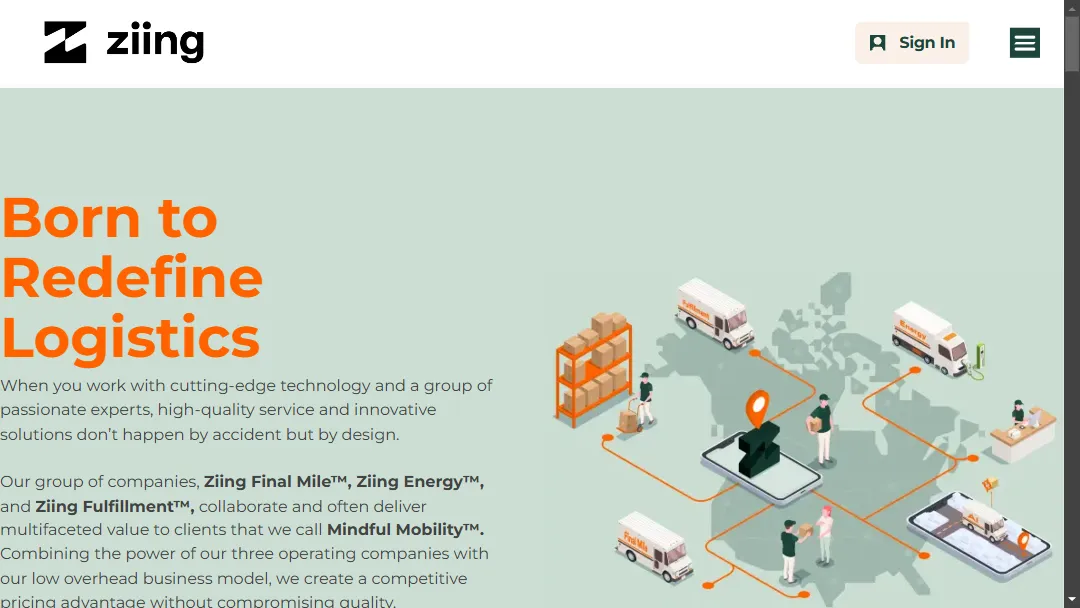 ziing
Sign In
Born to
Redefine
Logistics
When you work with cutting-edge technology and a group of
passionate experts, high-quality service and innovative
solutions don’t happen by accident but by design.
Our group of companies, Ziing Final Mile™, Ziing Energy™,
and Ziing Fulfillment™, collaborate and often deliver
multifaceted value to clients that we call Mindful Mobility™.
Combining the power of our three operating companies with
our low overhead business model, we create a competitive
pricing advantage without compromising quality.
Fulfillment
Energy
Final Mile